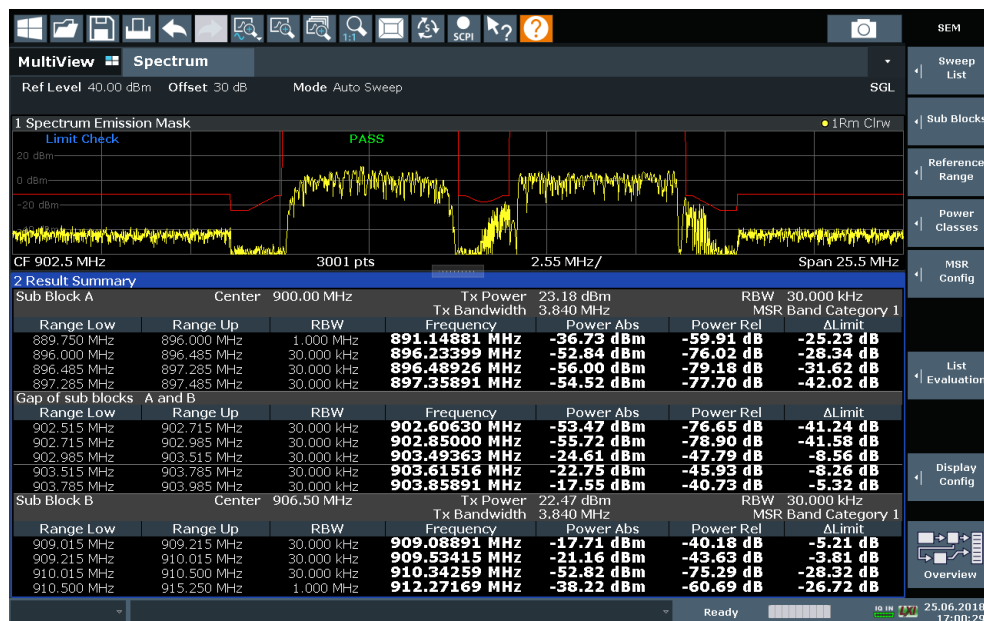 1:1 SCPI ? ? SEM
MultiView Spectrum
Ref Level 40.00 dBm Offset 30 dB Mode Auto Sweep SGL
1 Spectrum Emission Mask 1Rm Clrw
Limit Check PASS
20 dBm
0 dBm
-20 dBm
CF 902.5 MHz 3001 pts 2.55 MHz/ Span 25.5 MHz
2 Result Summary
Sub Block A Center 900.00 MHz Tx Power 23.18 dBm RBW 30.000 kHz
Tx Bandwidth 3.840 MHz MSR Band Category 1
Range Low Range Up RBW Frequency Power Abs Power Rel ΔLimit
889.750 MHz 896.000 MHz 1.000 MHz 891.14881 MHz -36.73 dBm -59.91 dB -25.23 dB
896.000 MHz 896.485 MHz 30.000 kHz 896.23399 MHz -52.84 dBm -76.02 dB -28.34 dB
896.485 MHz 897.285 MHz 30.000 kHz 896.48926 MHz -56.00 dBm -79.18 dB -31.62 dB
897.285 MHz 897.485 MHz 30.000 kHz 897.35891 MHz -54.52 dBm -77.70 dB -42.02 dB
Gap of sub blocks A and B
Range Low Range Up RBW Frequency Power Abs Power Rel ΔLimit
902.515 MHz 902.715 MHz 30.000 kHz 902.60630 MHz -53.47 dBm -76.65 dB -41.24 dB
902.715 MHz 902.985 MHz 30.000 kHz 902.85000 MHz -55.72 dBm -78.90 dB -41.58 dB
902.985 MHz 903.515 MHz 30.000 kHz 903.49363 MHz -24.61 dBm -47.79 dB -8.56 dB
903.515 MHz 903.785 MHz 30.000 kHz 903.61516 MHz -22.75 dBm -45.93 dB -8.26 dB
903.785 MHz 903.985 MHz 30.000 kHz 903.85891 MHz -17.55 dBm -40.73 dB -5.32 dB
Sub Block B Center 906.50 MHz Tx Power 22.47 dBm RBW 30.000 kHz
Tx Bandwidth 3.840 MHz MSR Band Category 1
Range Low Range Up RBW Frequency Power Abs Power Rel ΔLimit
909.015 MHz 909.215 MHz 30.000 kHz 909.08891 MHz -17.71 dBm -40.18 dB -5.21 dB
909.215 MHz 910.015 MHz 30.000 kHz 909.53415 MHz -21.16 dBm -43.63 dB -3.81 dB
910.015 MHz 910.500 MHz 30.000 kHz 910.34259 MHz -52.82 dBm -75.29 dB -28.32 dB
910.500 MHz 915.250 MHz 1.000 MHz 912.27169 MHz -38.22 dBm -60.69 dB -26.72 dB
Sweep
List
Sub Blocks
Reference
Range
Power
Classes
MSR
Config
List
Evaluation
Display
Config
Overview
Ready IQ IN LXI 25.06.2018
17:00:29